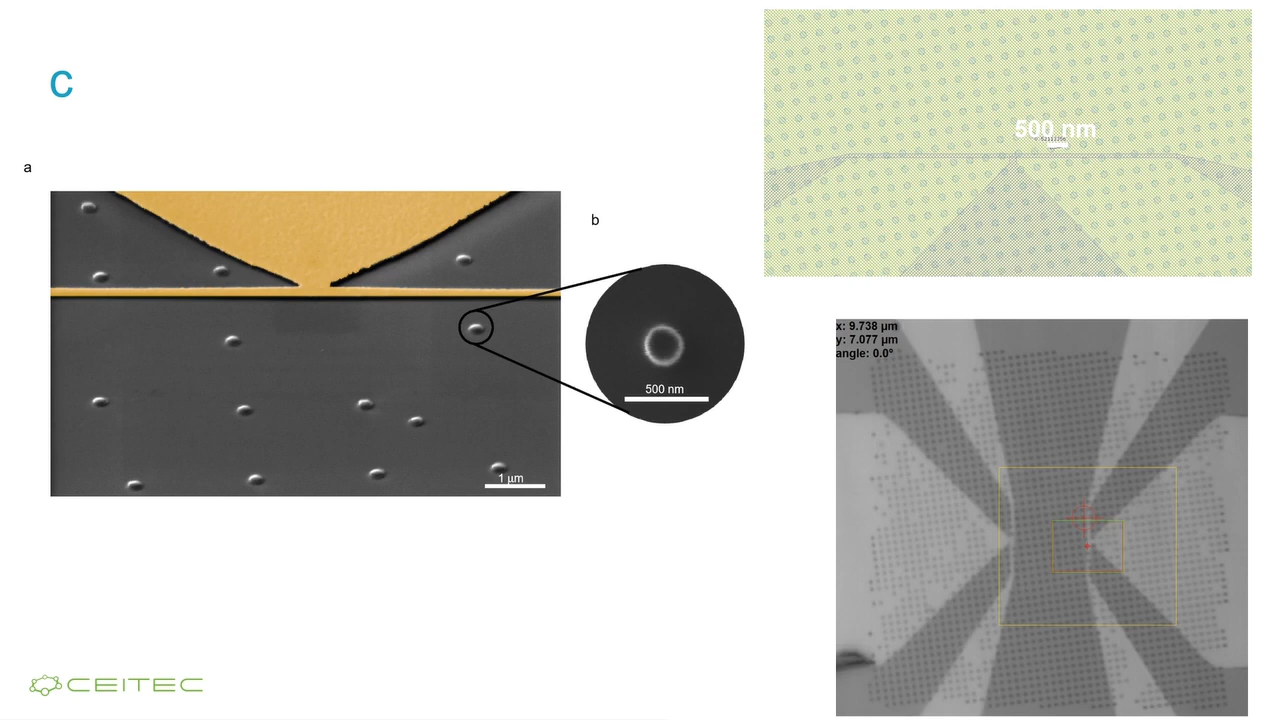 C
a
1 µm
b
500 nm
500 nm
x: 9.738 µm
y: 7.077 µm
angle: 0.0°
CEITEC